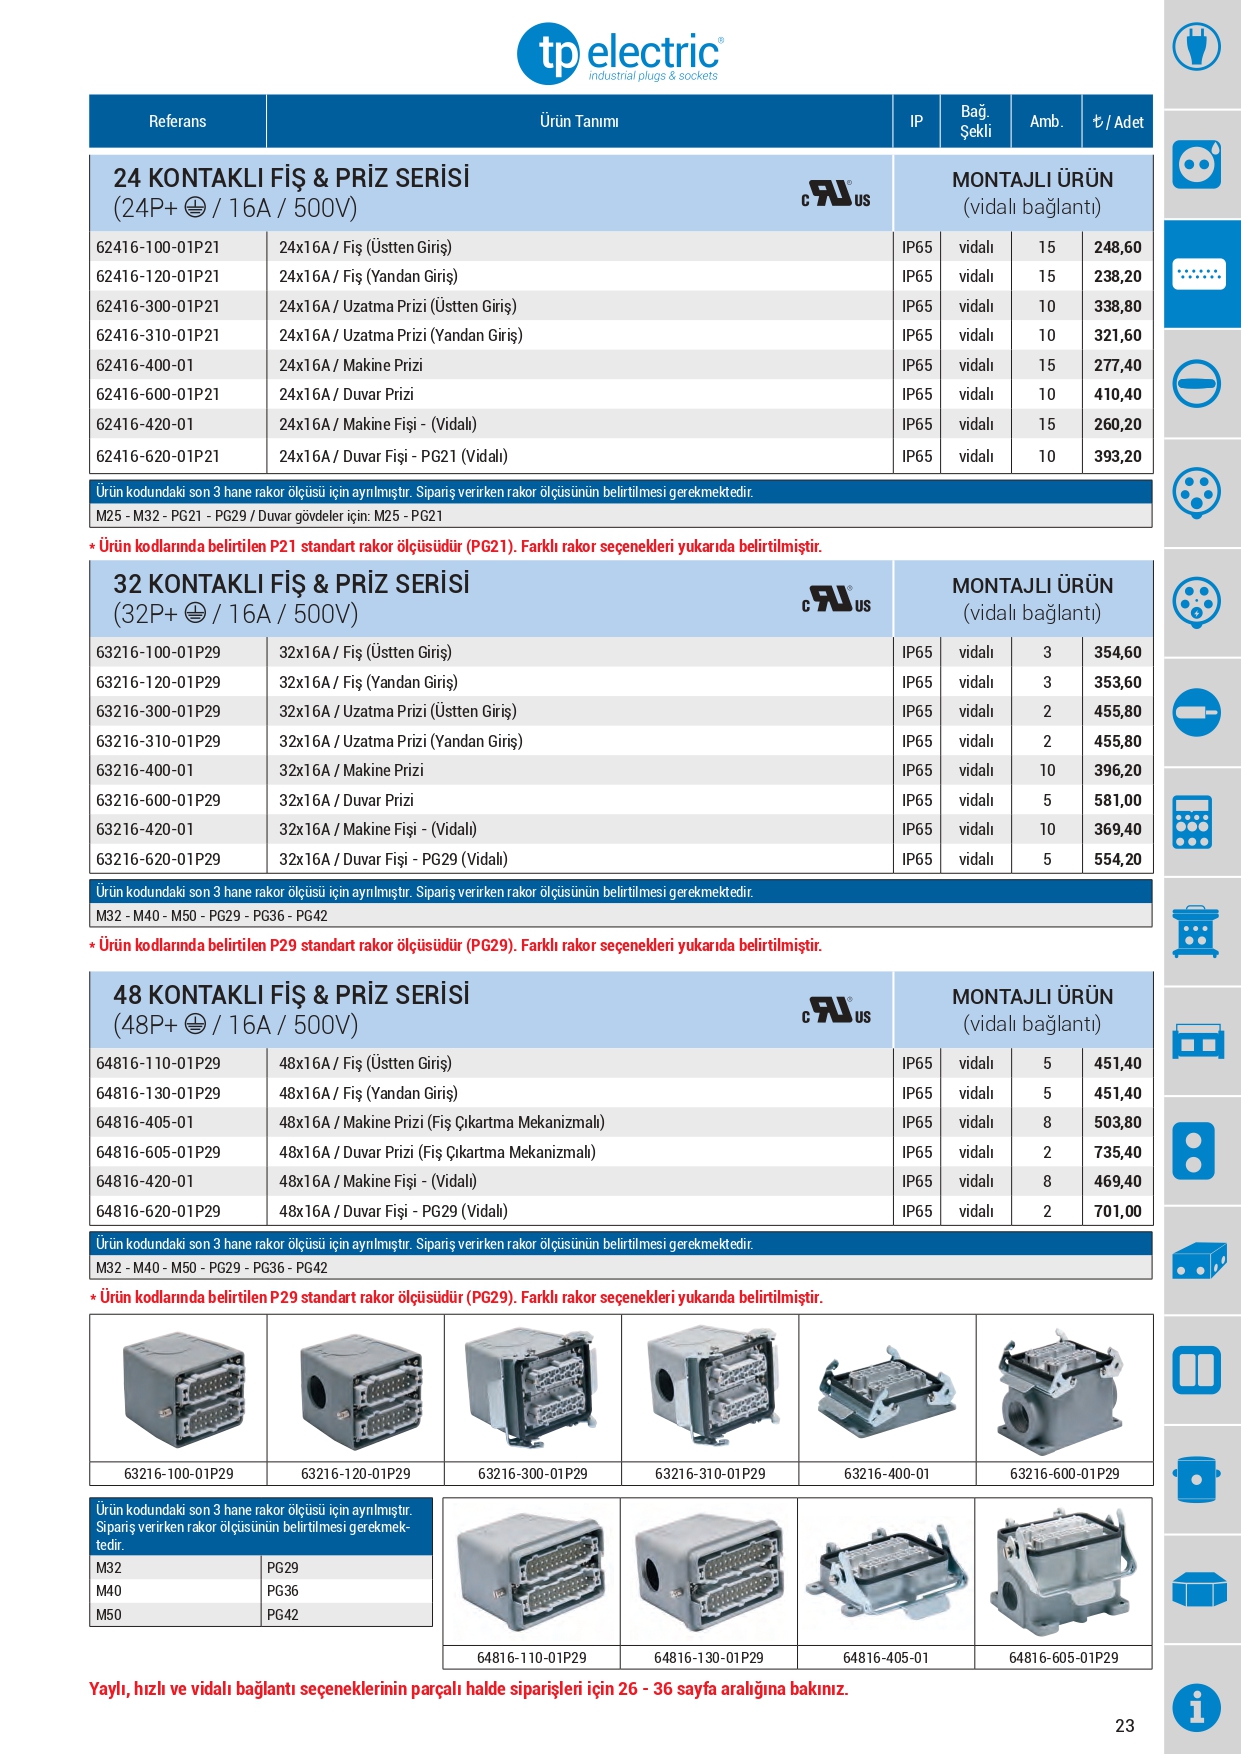 tp electric®
industrial plugs & sockets
Referans Ürün Tanımı IP Bağ. Şekli Amb. ₺ / Adet
24 KONTAKLI FİŞ & PRİZ SERİSİ
(24P+ / 16A / 500V)
c RU® US
MONTAJLI ÜRÜN
(vidalı bağlantı)
62416-100-01P21 24x16A / Fiş (Üstten Giriş) IP65 vidalı 15 248,60
62416-120-01P21 24x16A / Fiş (Yandan Giriş) IP65 vidalı 15 238,20
62416-300-01P21 24x16A / Uzatma Prizi (Üstten Giriş) IP65 vidalı 10 338,80
62416-310-01P21 24x16A / Uzatma Prizi (Yandan Giriş) IP65 vidalı 10 321,60
62416-400-01 24x16A / Makine Prizi IP65 vidalı 15 277,40
62416-600-01P21 24x16A / Duvar Prizi IP65 vidalı 10 410,40
62416-420-01 24x16A / Makine Fişi - (Vidalı) IP65 vidalı 15 260,20
62416-620-01P21 24x16A / Duvar Fişi - PG21 (Vidalı) IP65 vidalı 10 393,20
Ürün kodundaki son 3 hane rakor ölçüsü için ayrılmıştır. Sipariş verirken rakor ölçüsünün belirtilmesi gerekmektedir.
M25 - M32 - PG21 - PG29 / Duvar gövdeler için: M25 - PG21
* Ürün kodlarında belirtilen P21 standart rakor ölçüsüdür (PG21). Farklı rakor seçenekleri yukarıda belirtilmiştir.
32 KONTAKLI FİŞ & PRİZ SERİSİ
(32P+ / 16A / 500V)
c RU® US
MONTAJLI ÜRÜN
(vidalı bağlantı)
63216-100-01P29 32x16A / Fiş (Üstten Giriş) IP65 vidalı 3 354,60
63216-120-01P29 32x16A / Fiş (Yandan Giriş) IP65 vidalı 3 353,60
63216-300-01P29 32x16A / Uzatma Prizi (Üstten Giriş) IP65 vidalı 2 455,80
63216-310-01P29 32x16A / Uzatma Prizi (Yandan Giriş) IP65 vidalı 2 455,80
63216-400-01 32x16A / Makine Prizi IP65 vidalı 10 396,20
63216-600-01P29 32x16A / Duvar Prizi IP65 vidalı 5 581,00
63216-420-01 32x16A / Makine Fişi - (Vidalı) IP65 vidalı 10 369,40
63216-620-01P29 32x16A / Duvar Fişi - PG29 (Vidalı) IP65 vidalı 5 554,20
Ürün kodundaki son 3 hane rakor ölçüsü için ayrılmıştır. Sipariş verirken rakor ölçüsünün belirtilmesi gerekmektedir.
M32 - M40 - M50 - PG29 - PG36 - PG42
* Ürün kodlarında belirtilen P29 standart rakor ölçüsüdür (PG29). Farklı rakor seçenekleri yukarıda belirtilmiştir.
48 KONTAKLI FİŞ & PRİZ SERİSİ
(48P+ / 16A / 500V)
c RU® US
MONTAJLI ÜRÜN
(vidalı bağlantı)
64816-110-01P29 48x16A / Fiş (Üstten Giriş) IP65 vidalı 5 451,40
64816-130-01P29 48x16A / Fiş (Yandan Giriş) IP65 vidalı 5 451,40
64816-405-01 48x16A / Makine Prizi (Fiş Çıkartma Mekanizmalı) IP65 vidalı 8 503,80
64816-605-01P29 48x16A / Duvar Prizi (Fiş Çıkartma Mekanizmalı) IP65 vidalı 2 735,40
64816-420-01 48x16A / Makine Fişi - (Vidalı) IP65 vidalı 8 469,40
64816-620-01P29 48x16A / Duvar Fişi - PG29 (Vidalı) IP65 vidalı 2 701,00
Ürün kodundaki son 3 hane rakor ölçüsü için ayrılmıştır. Sipariş verirken rakor ölçüsünün belirtilmesi gerekmektedir.
M32 - M40 - M50 - PG29 - PG36 - PG42
* Ürün kodlarında belirtilen P29 standart rakor ölçüsüdür (PG29). Farklı rakor seçenekleri yukarıda belirtilmiştir.
63216-100-01P29 63216-120-01P29 63216-300-01P29 63216-310-01P29 63216-400-01 63216-600-01P29
Ürün kodundaki son 3 hane rakor ölçüsü için ayrılmıştır.
Sipariş verirken rakor ölçüsünün belirtilmesi gerekmek-
tedir.
M32 PG29
M40 PG36
M50 PG42
64816-110-01P29 64816-130-01P29 64816-405-01 64816-605-01P29
Yaylı, hızlı ve vidalı bağlantı seçeneklerinin parçalı halde siparişleri için 26 - 36 sayfa aralığına bakınız.
23